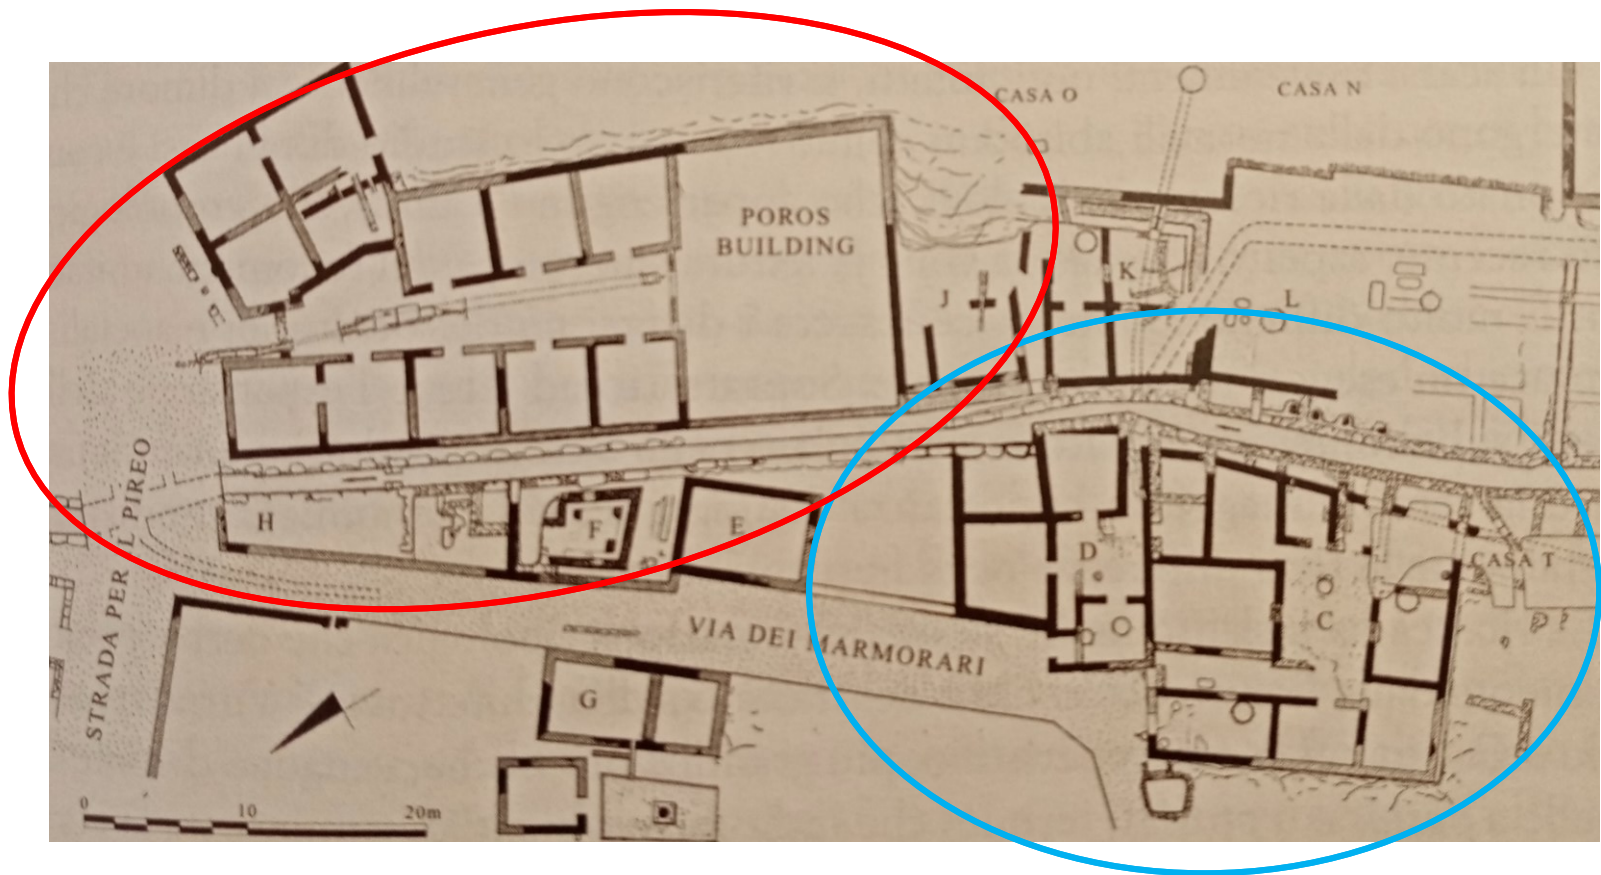 CASA O
CASA N
POROS
BUILDING
K
J
L
H
F
E
D
CASA T
C
STRADA PER L' PIREO
VIA DEI MARMORARI
G
0 10 20m